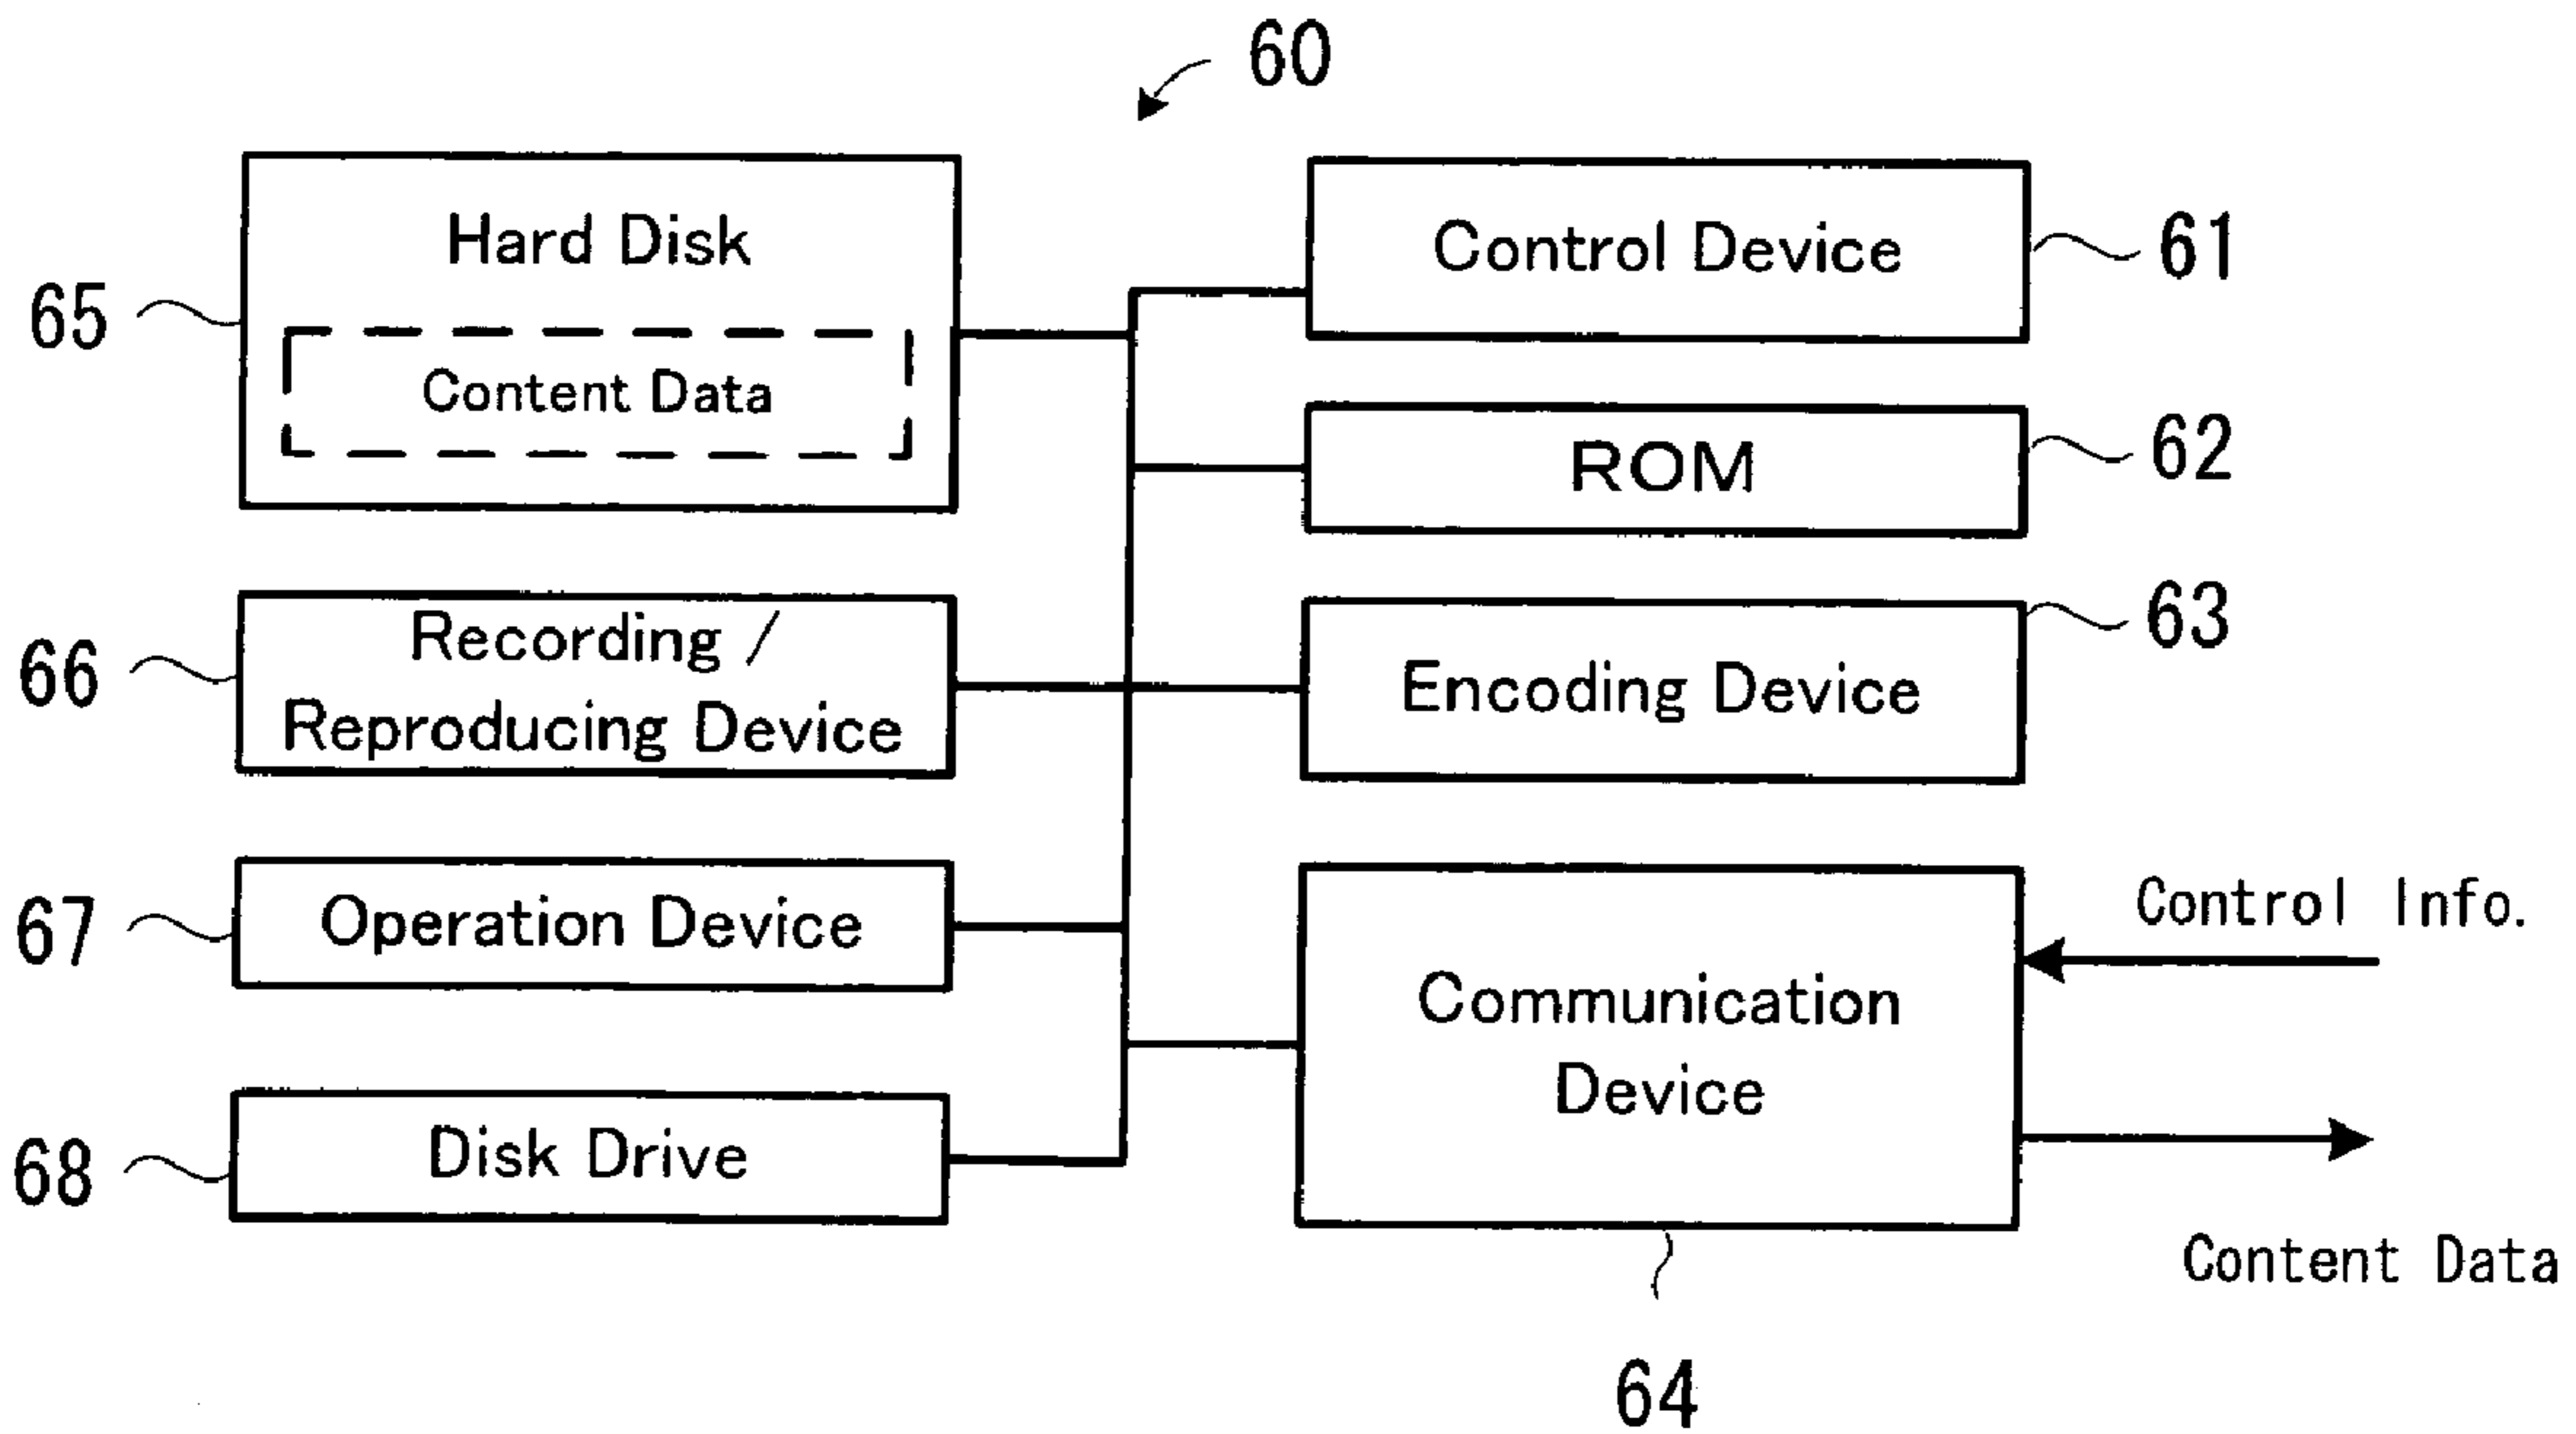 60
Hard Disk
65
Content Data
Control Device
61
ROM
62
Recording /
Reproducing Device
66
Encoding Device
63
Operation Device
67
Control Info.
Communication
Device
Disk Drive
68
Content Data
64